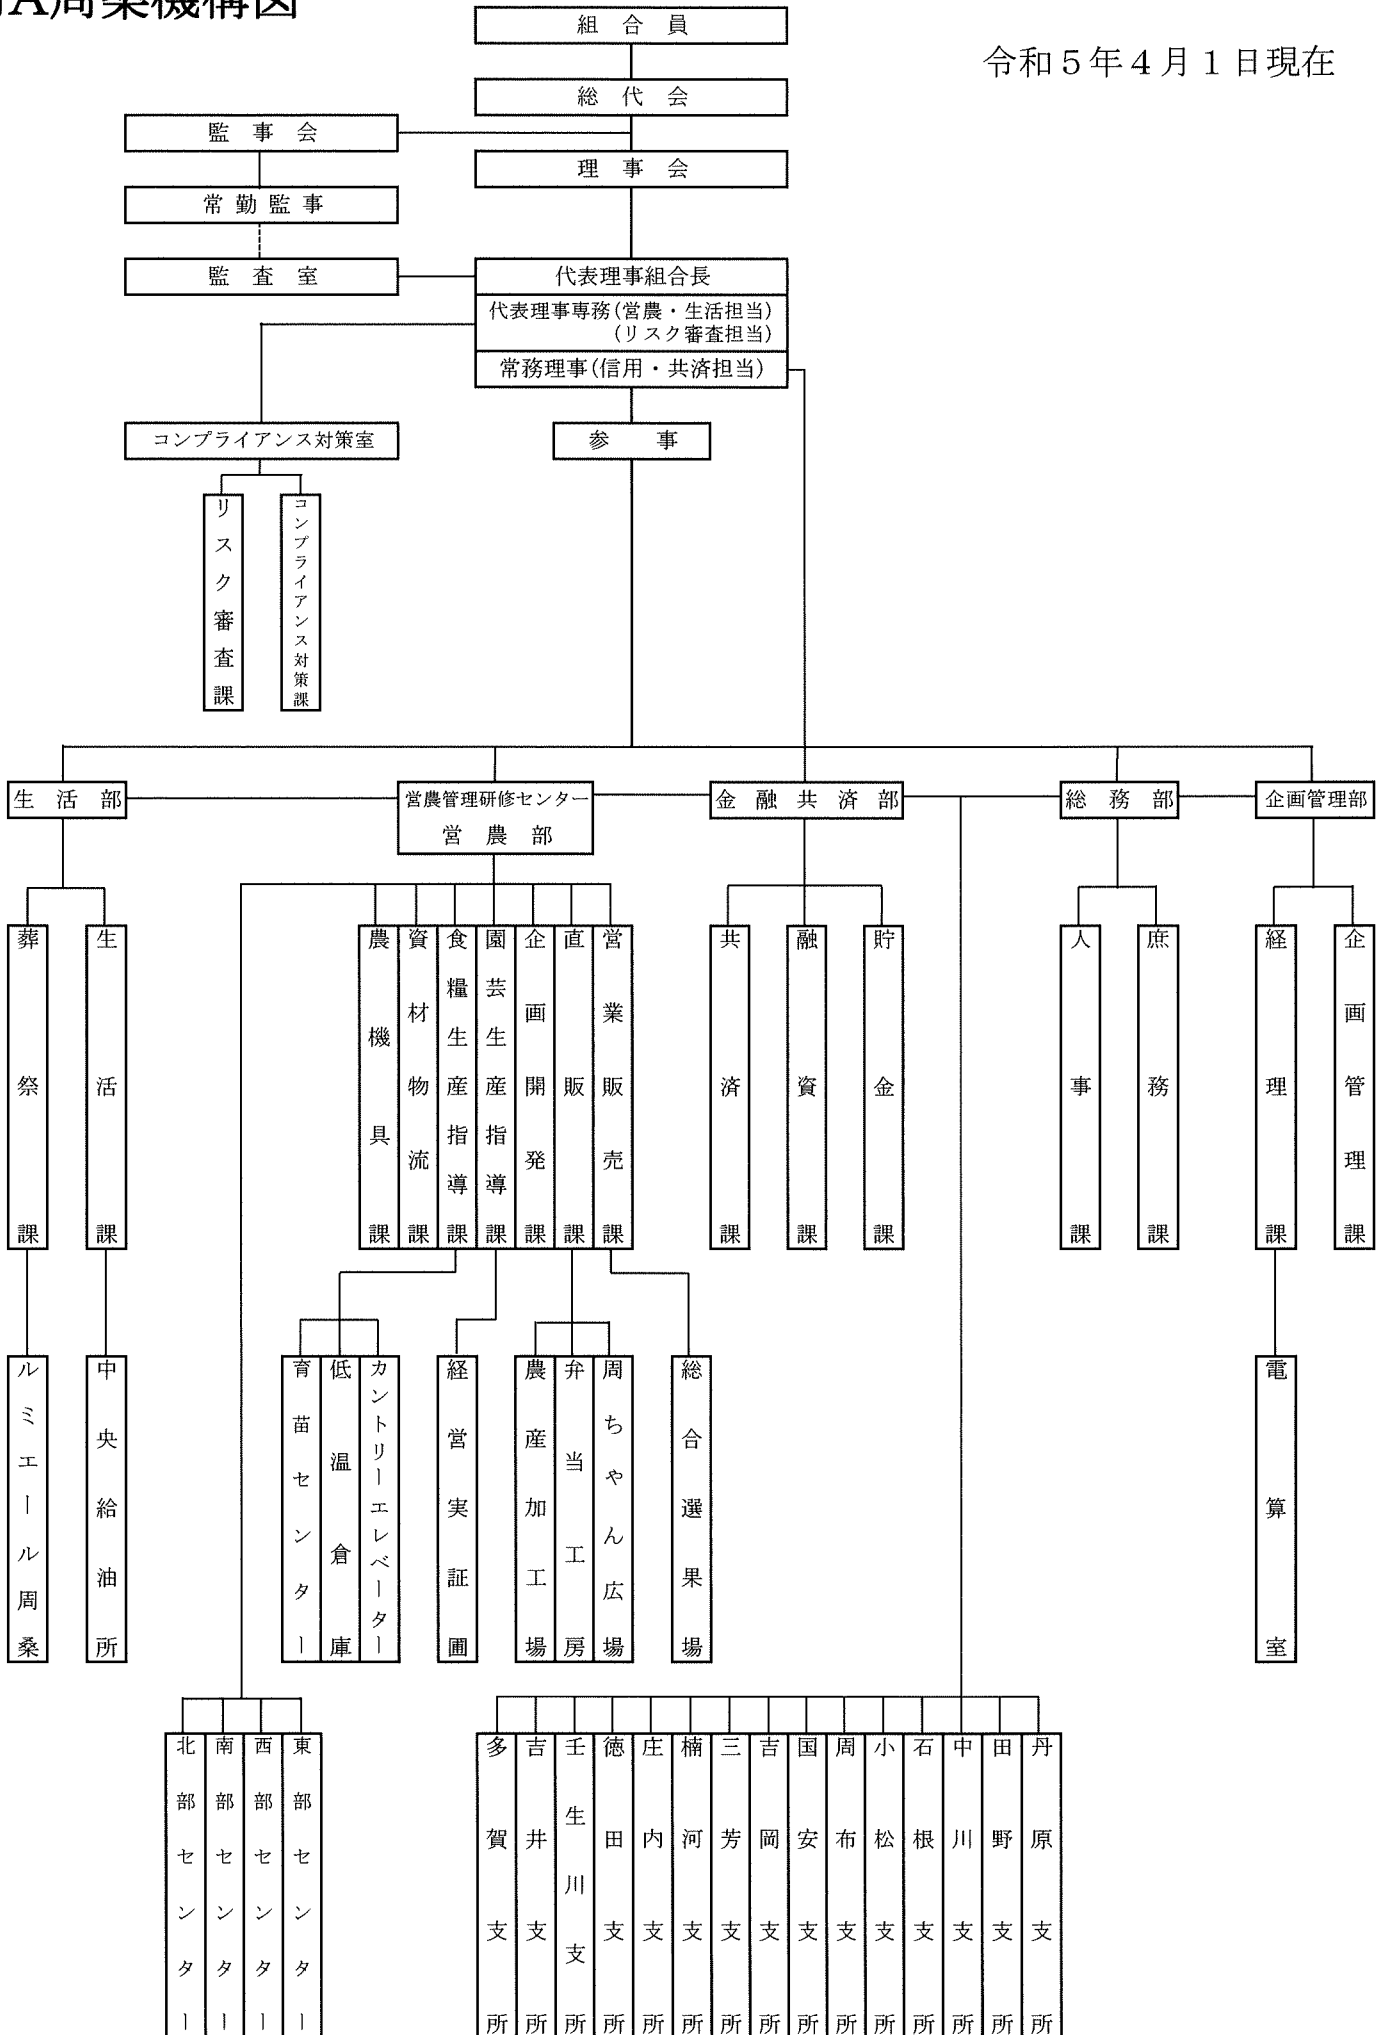 A周桑機構図
令和5年4月1日現在
組合員
総代会
監事会
理事会
常勤監事
監査室
代表理事組合長
代表理事専務(営農・生活担当)
(リスク審査担当)
常務理事(信用・共済担当)
コンプライアンス対策室
参事
リスク審査課
コンプライアンス対策課
生活部
営農管理研修センター
営農部
金融共済部
総務部
企画管理部
葬祭課
生活課
農機具課
資材物流課
食糧生産指導課
園芸生産指導課
企画開発課
直販課
営業販売課
共済課
融資課
貯金課
人事課
庶務課
経理課
企画管理課
ルミエール周桑
中央給油所
育苗センター
低温倉庫
カントリーエレベーター
経営実証圃
農産加工場
弁当工房
周ちゃん広場
総合選果場
電算室
北部センター
南部センター
西部センター
東部センター
多賀支所
吉井支所
壬生川支所
徳田支所
庄内支所
楠河支所
三芳支所
吉岡支所
国安支所
周布支所
小松支所
石根支所
中川支所
田野支所
丹原支所